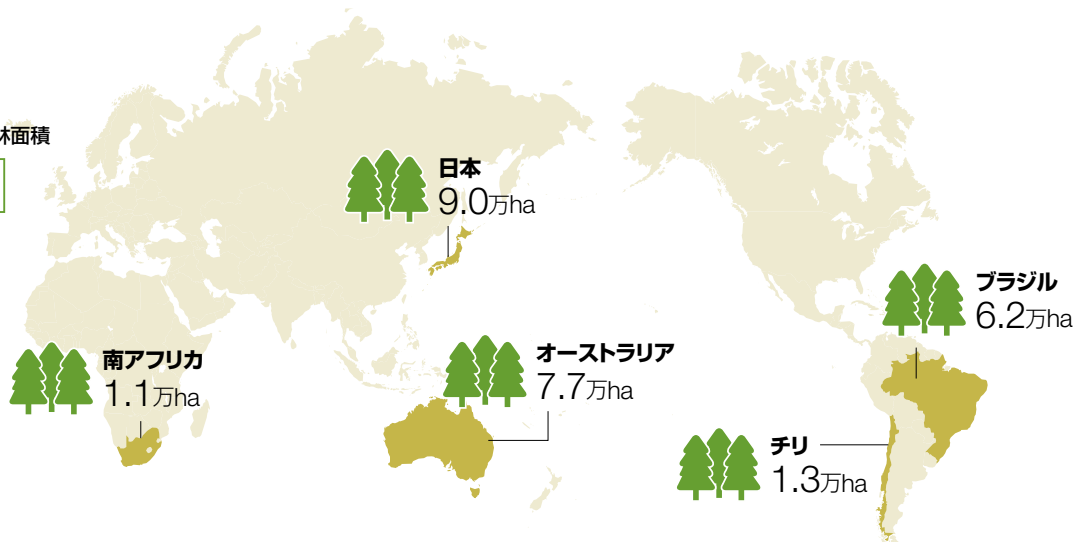 林面積
日本
9.0万ha
ブラジル
6.2万ha
南アフリカ
1.1万ha
オーストラリア
7.7万ha
チリ
1.3万ha